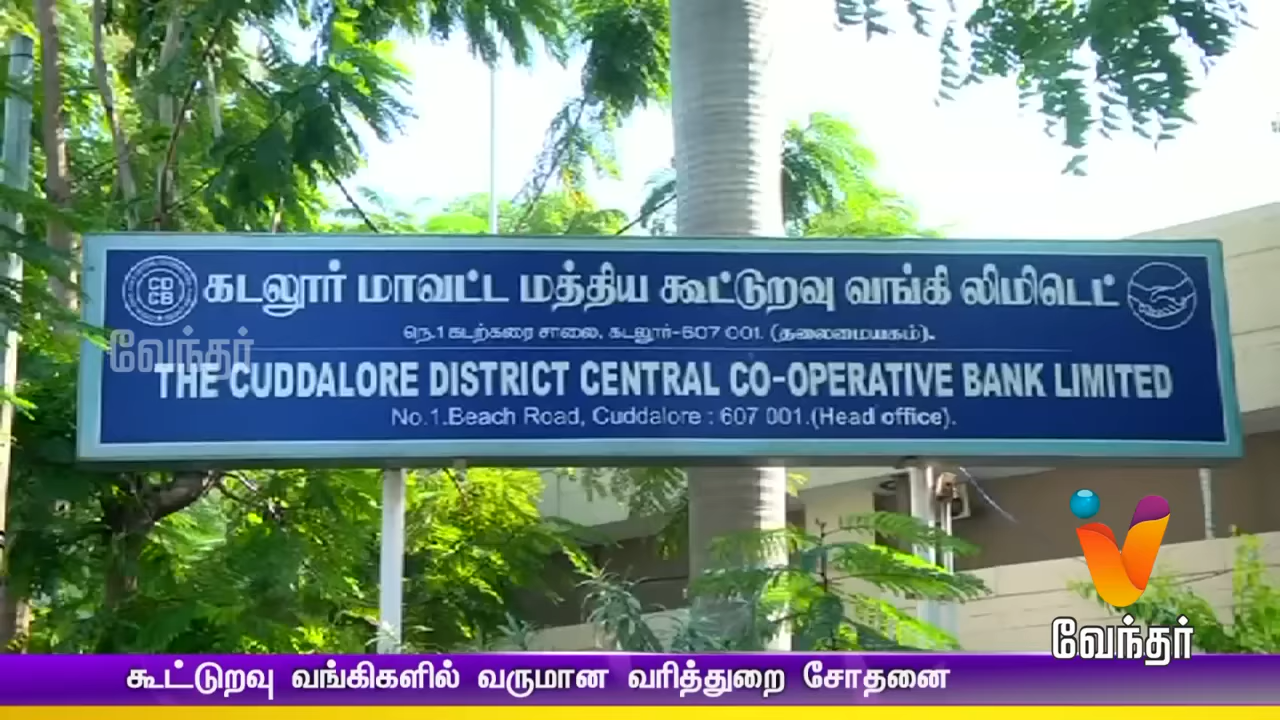 CD
CB
கடலூர் மாவட்ட மத்திய கூட்டுறவு வங்கி லிமிடெட்
நெ.1 கடற்கரை சாலை, கடலூர்-607 001. (தலைமையகம்).
வேந்தர்
THE CUDDALORE DISTRICT CENTRAL CO-OPERATIVE BANK LIMITED
No.1.Beach Road, Cuddalore : 607 001.(Head office).
வேந்தர்
கூட்டுறவு வங்கிகளில் வருமான வரித்துறை சோதனை